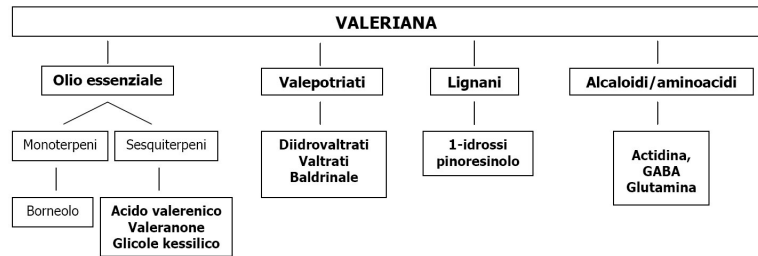 VALERIANA
Olio essenziale
Valepotriati
Lignani
Alcaloidi/aminoacidi
Monoterpeni
Sesquiterpeni
Diidrovaltrati
Valtrati
Baldrinale
1-idrossi
pinoresinolo
Actidina,
GABA
Glutamina
Borneolo
Acido valerenico
Valeranone
Glicole kessilico